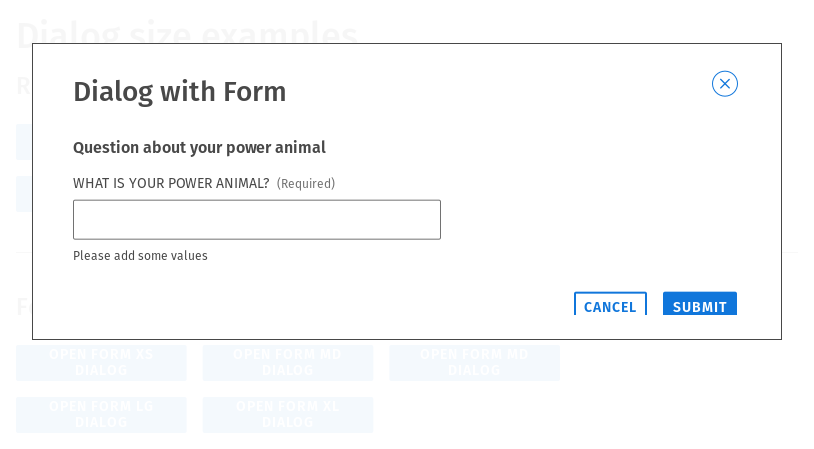 Dialog size examples
R
Dialog with Form
Question about your power animal
WHAT IS YOUR POWER ANIMAL? (Required)
Please add some values
F
CANCEL SUBMIT
OPEN FORM XS OPEN FORM MD OPEN FORM MD
DIALOG DIALOG DIALOG
OPEN FORM LG OPEN FORM XL
DIALOG DIALOG